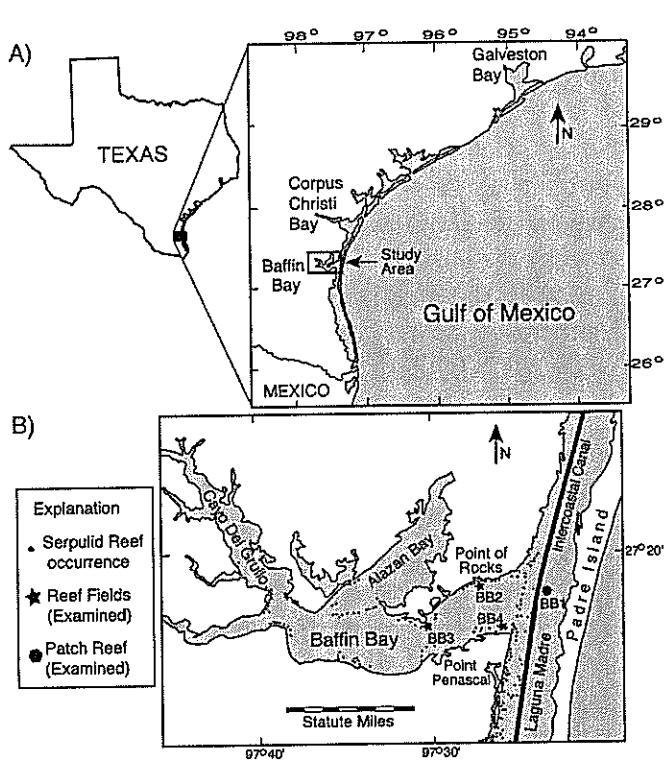 A)
TEXAS
98°
97°
96°
95°
94°
Galveston
Bay
N
29°
Corpus
Christi
Bay
28°
Study
Area
Baffin
Bay
27°
Gulf of Mexico
26°
MEXICO
B)
N
Explanation
Serpulid Reef
occurrence
Reef Fields
(Examined)
Patch Reef
(Examined)
Cayo Del Grullo
Alazan Bay
Point of
Rocks
BB2
Intercoastal Canal
27°20'
Padre Island
BB1
Baffin Bay
BB3
BB4
Point
Penascal
Laguna Madre
Statute Miles
97°40'
97°30'